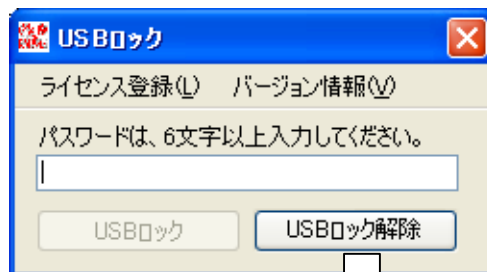 USBロック
ライセンス登録(L) バージョン情報(V)
パスワードは、6文字以上入力してください。
USBロック USBロック解除